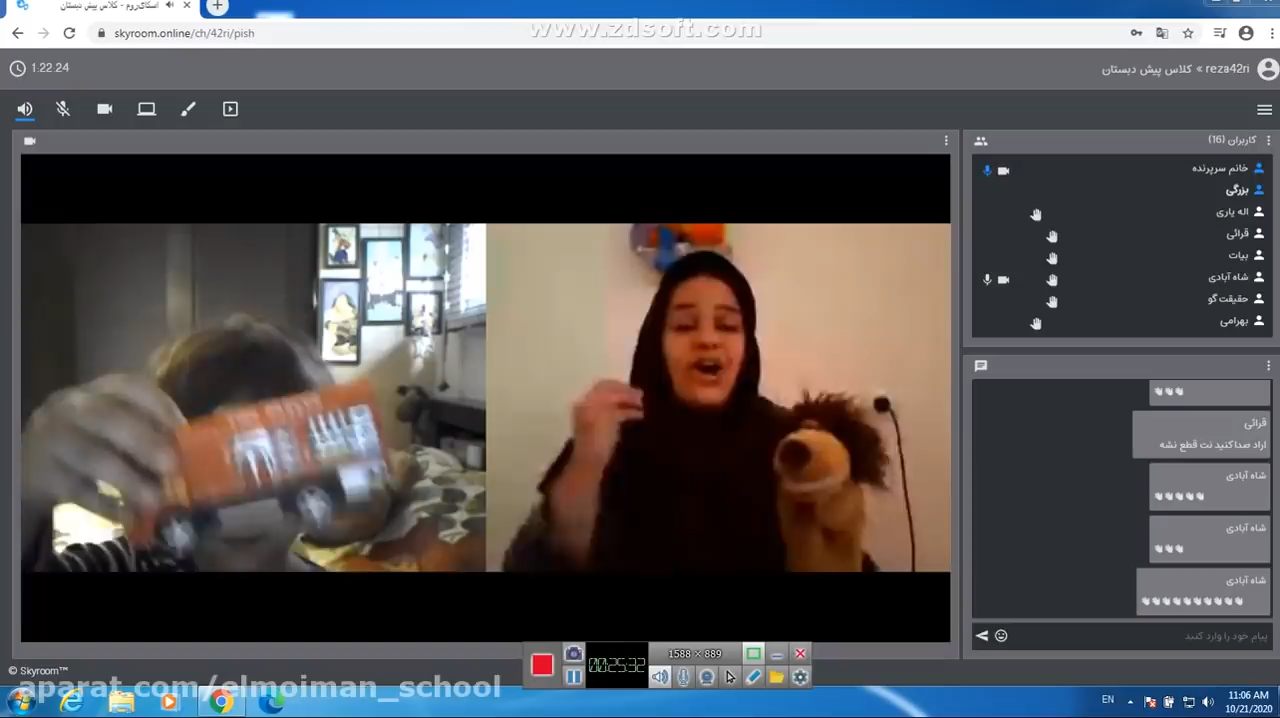 اسکای‌روم - کلاس پیش دبستان
skyroom.online/ch/42ri/pish
www.zdsoft.com
1:22:24
reza42ri » کلاس پیش دبستان
کاربران (16)
خانم سرپرنده
بزرگی
اله یاری
قرائی
بیات
شاه آبادی
حقیقت گو
بهرامی
قرائی
اراد صداکنید نت قطع نشه
شاه آبادی
شاه آبادی
شاه آبادی
پیام خود را وارد کنید
1588 × 889
00:25:32
© Skyroom™
aparat.com/elmoiman_school
EN
11:06 AM
10/21/2020